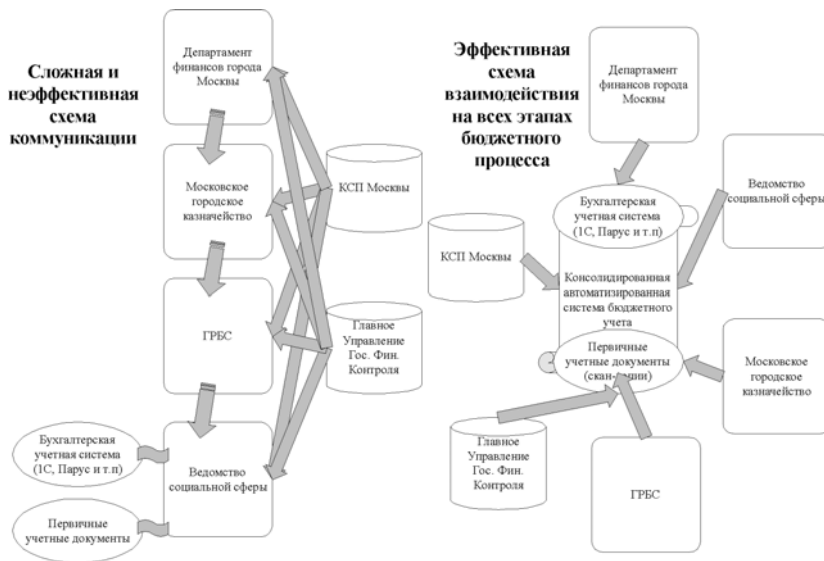 Сложная и
неэффективная
схема
коммуникации
Департамент
финансов города
Москвы
Московское
городское
казначейство
ГРБС
Ведомство
социальной сферы
Бухгалтерская
учетная система
(1С, Парус и т.п)
Первичные
учетные документы
КСП Москвы
Главное
Управление
Гос. Фин.
Контроля
Эффективная
схема
взаимодействия
на всех этапах
бюджетного
процесса
Департамент
финансов города
Москвы
Бухгалтерская
учетная система
(1С, Парус и т.п)
Ведомство
социальной сферы
КСП Москвы
Консолидированная
автоматизированная
система бюджетного
учета
Первичные
учетные документы
Московское
городское
казначейство
Главное
Управление
Гос. Фин.
Контроля
ГРБС